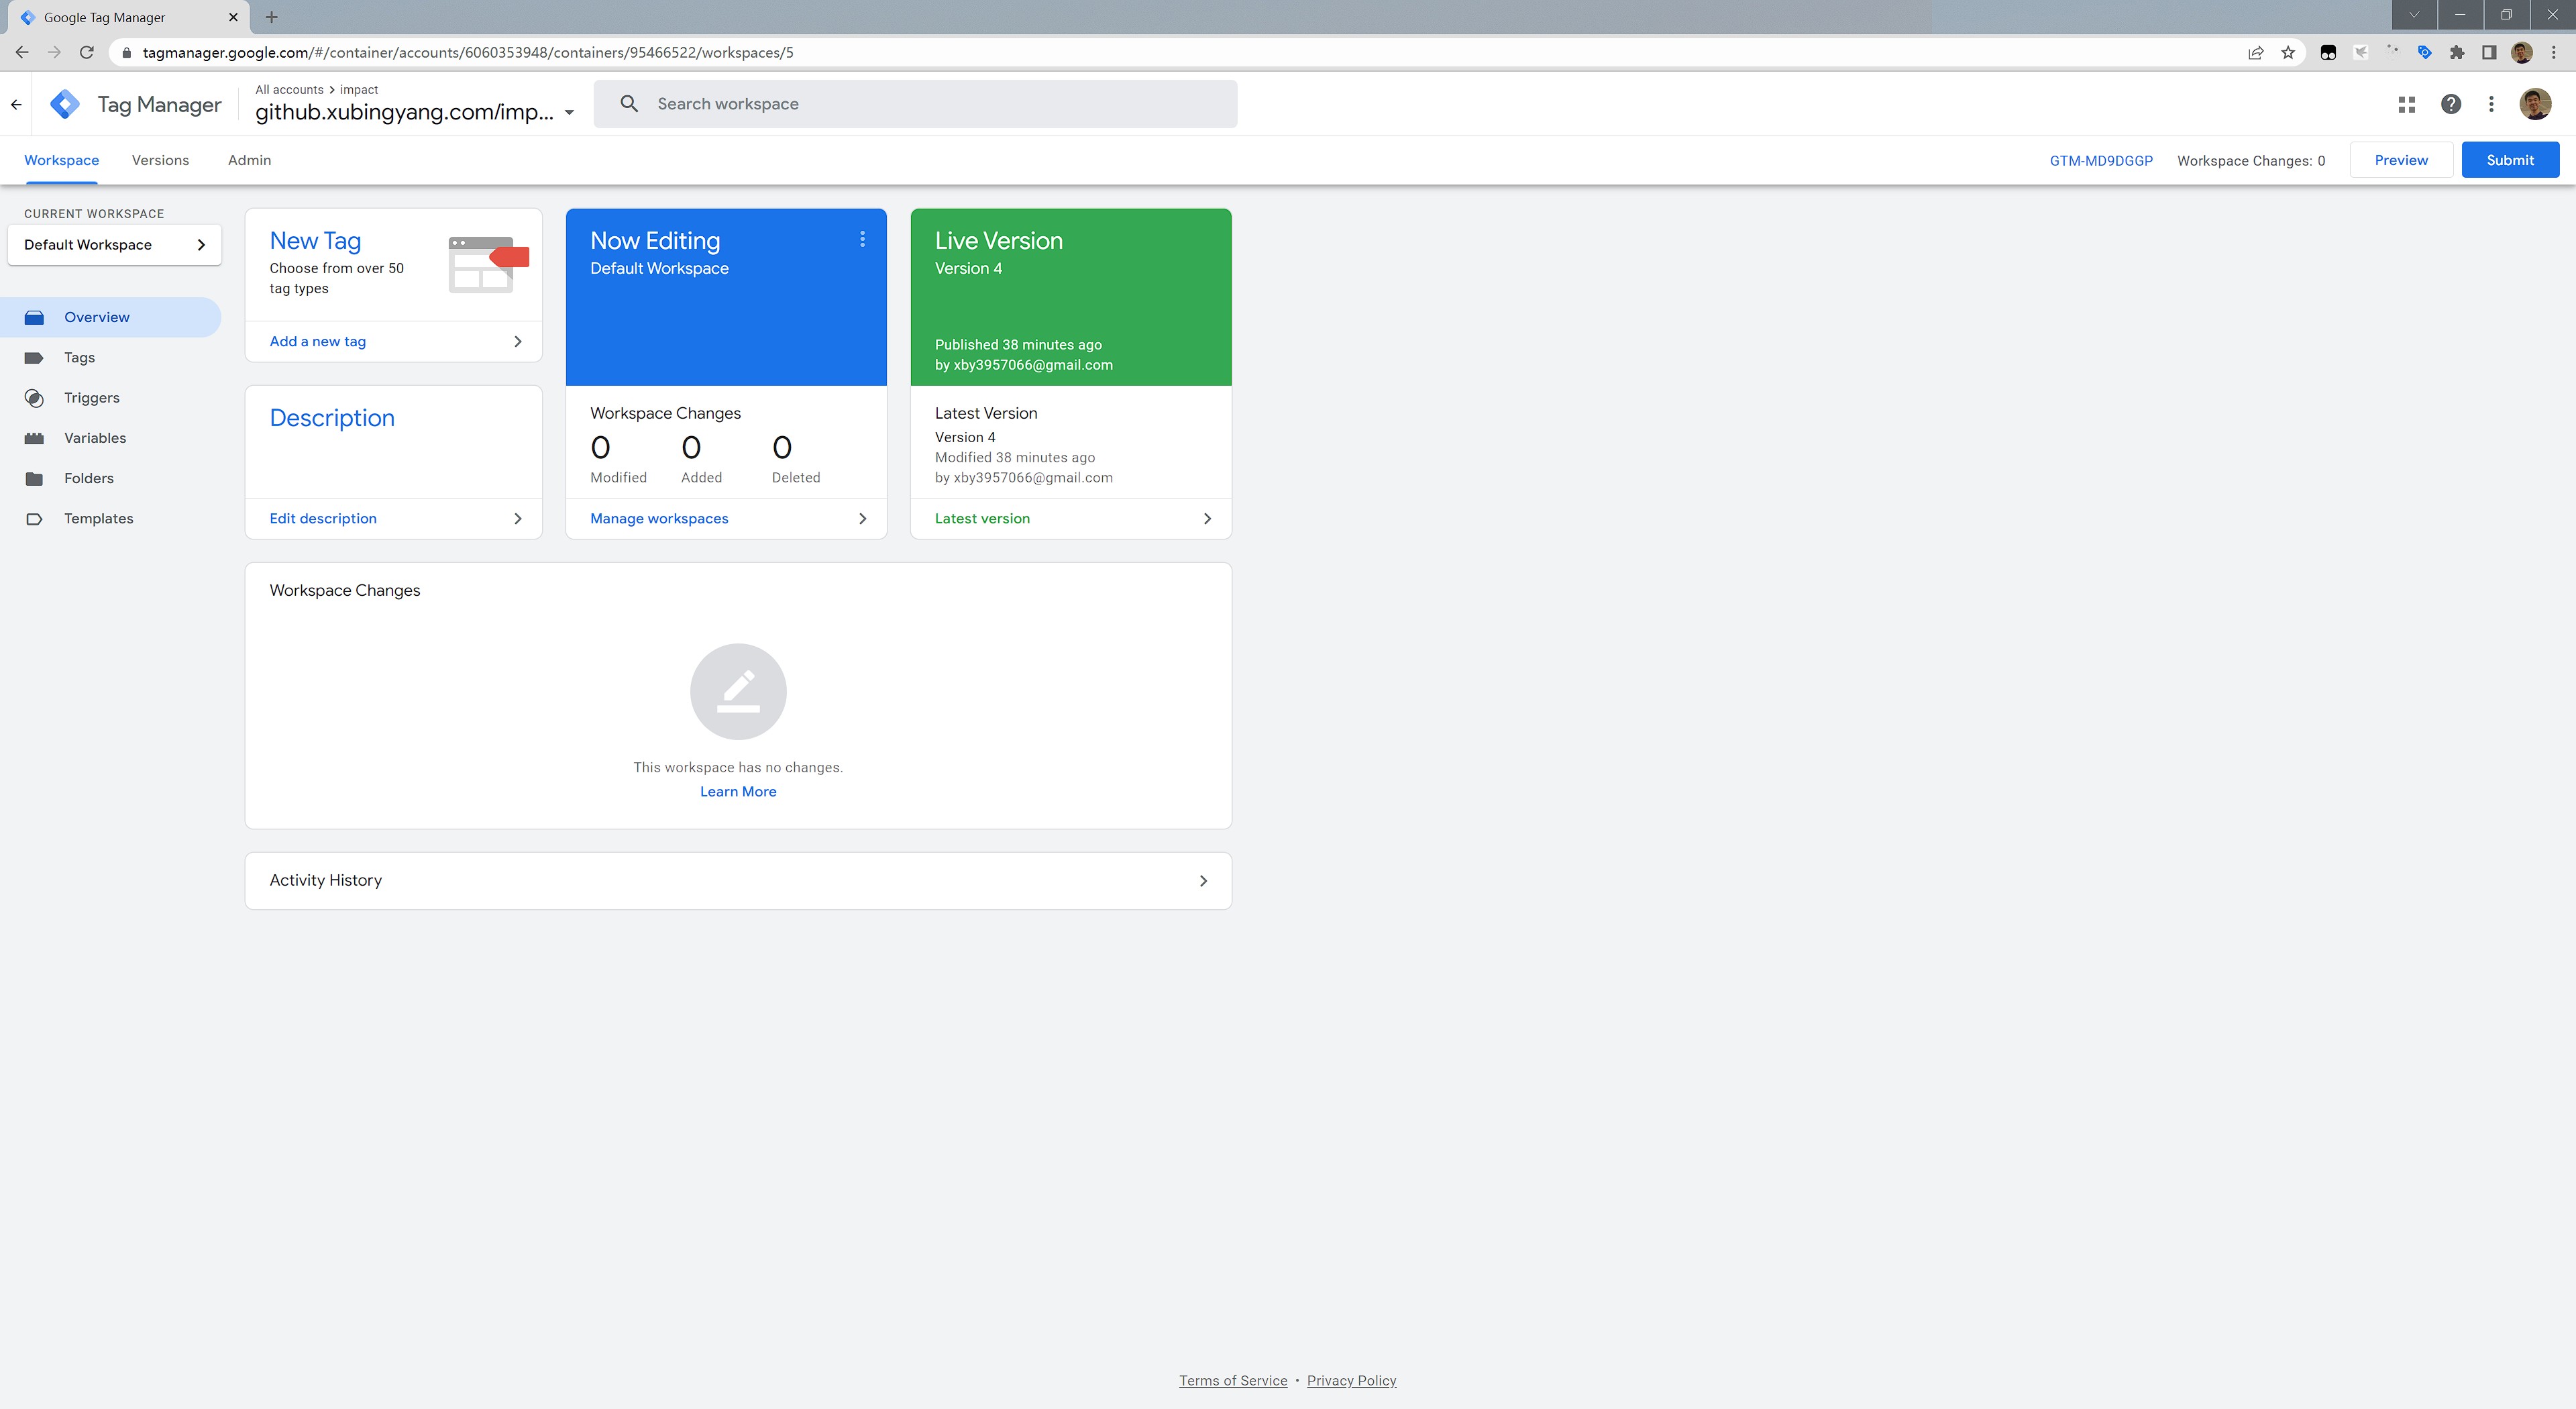 Google Tag Manager
tagmanager.google.com/#/container/accounts/6060353948/containers/95466522/workspaces/5
Tag Manager
All accounts > impact
github.xubingyang.com/imp...
Search workspace
Workspace
Versions
Admin
GTM-MD9DGGP
Workspace Changes: 0
Preview
Submit
CURRENT WORKSPACE
Default Workspace
Overview
Tags
Triggers
Variables
Folders
Templates
New Tag
Choose from over 50
tag types
Add a new tag
Description
Edit description
Now Editing
Default Workspace
Workspace Changes
0 0 0
Modified Added Deleted
Manage workspaces
Live Version
Version 4
Published 38 minutes ago
by xby3957066@gmail.com
Latest Version
Version 4
Modified 38 minutes ago
by xby3957066@gmail.com
Latest version
Workspace Changes
This workspace has no changes.
Learn More
Activity History
Terms of Service • Privacy Policy